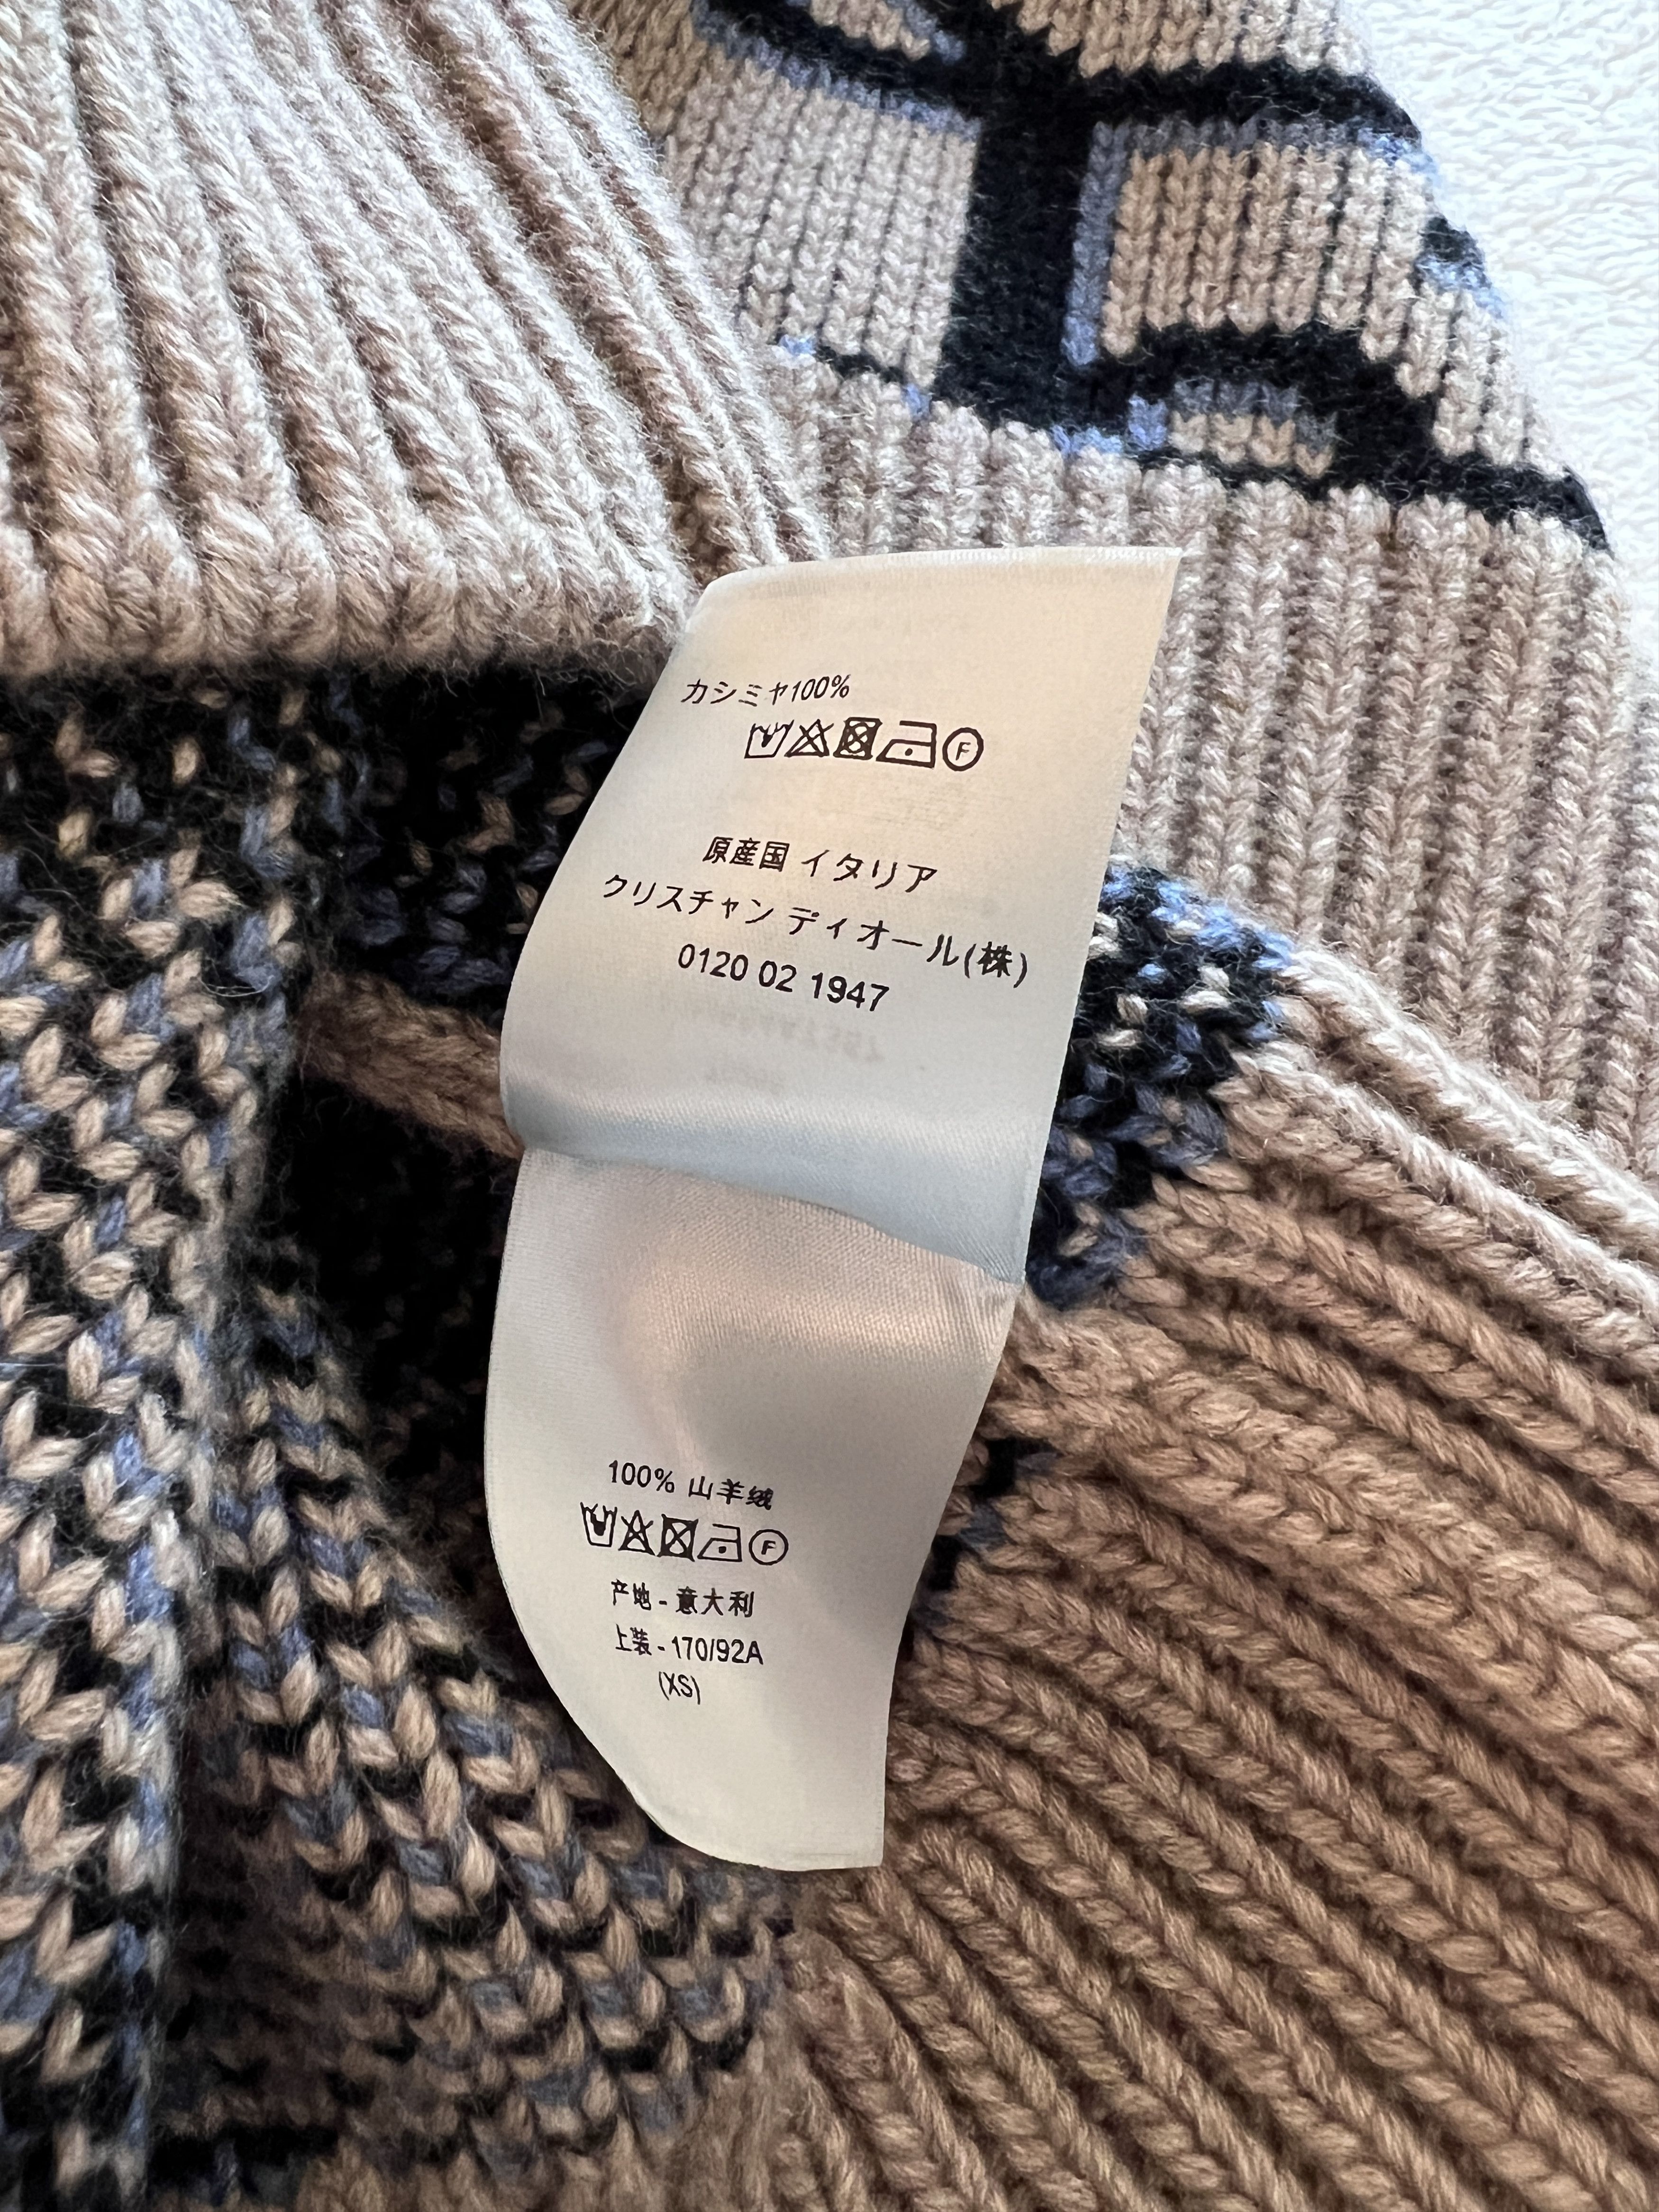 カシミヤ100%
F
原産国 イタリア
クリスチャン ディオール(株)
0120 02 1947
100% 山羊绒
F
产地 - 意大利
上装 - 170/92A
(XS)